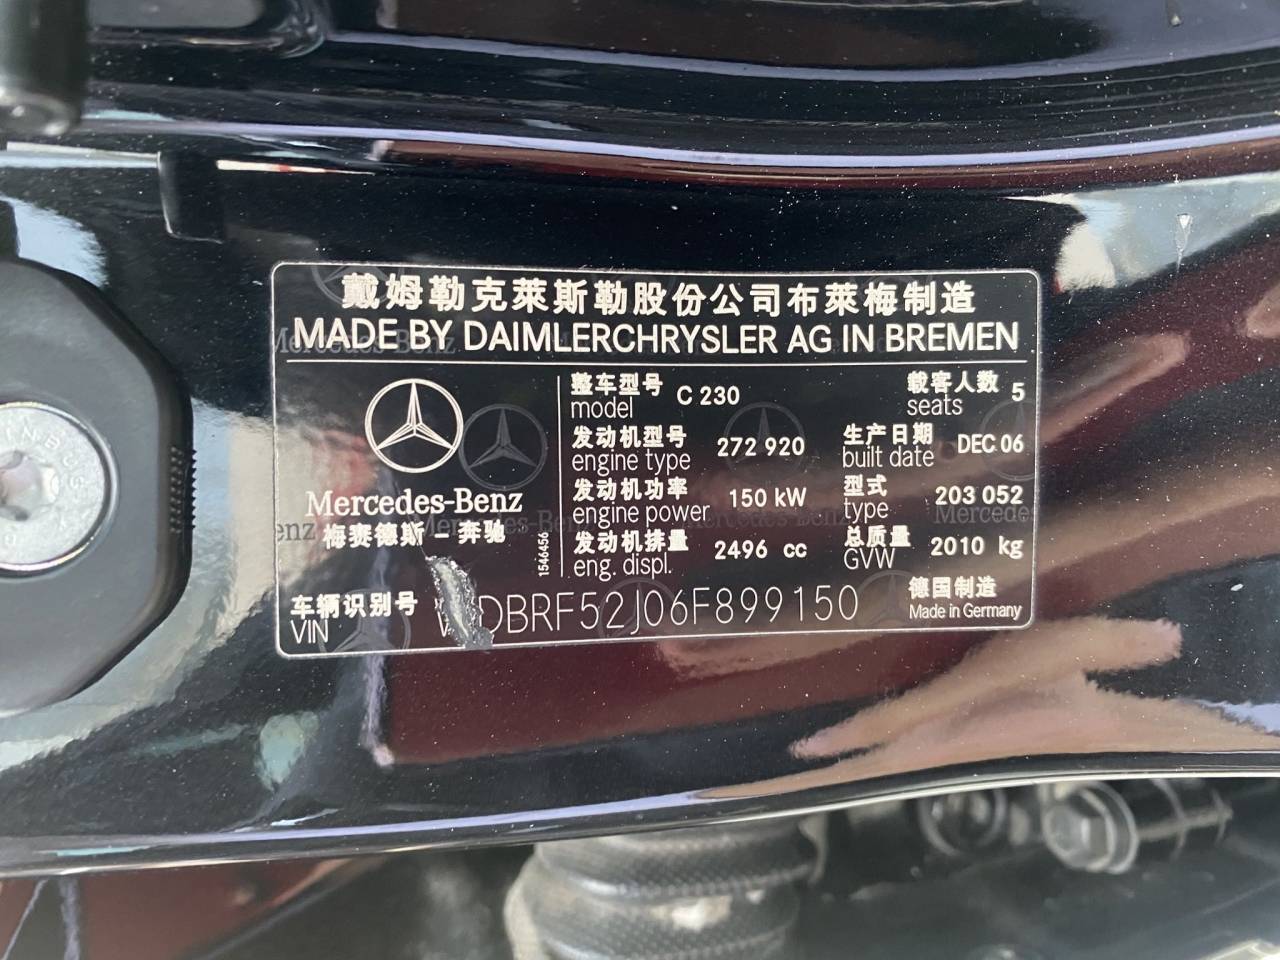 戴姆勒克莱斯勒股份公司布莱梅制造
MADE BY DAIMLERCHRYSLER AG IN BREMEN
Mercedes-Benz
梅赛德斯-奔驰
1546456
整车型号 C 230 载客人数 5
model seats
发动机型号 272 920 生产日期 DEC 06
engine type built date
发动机功率 150 kW 型式 203 052
engine power type
发动机排量 2496 cc 总质量 2010 kg
eng. displ. GVW
车辆识别号 DBRF52J06F899150 德国制造
VIN Made in Germany